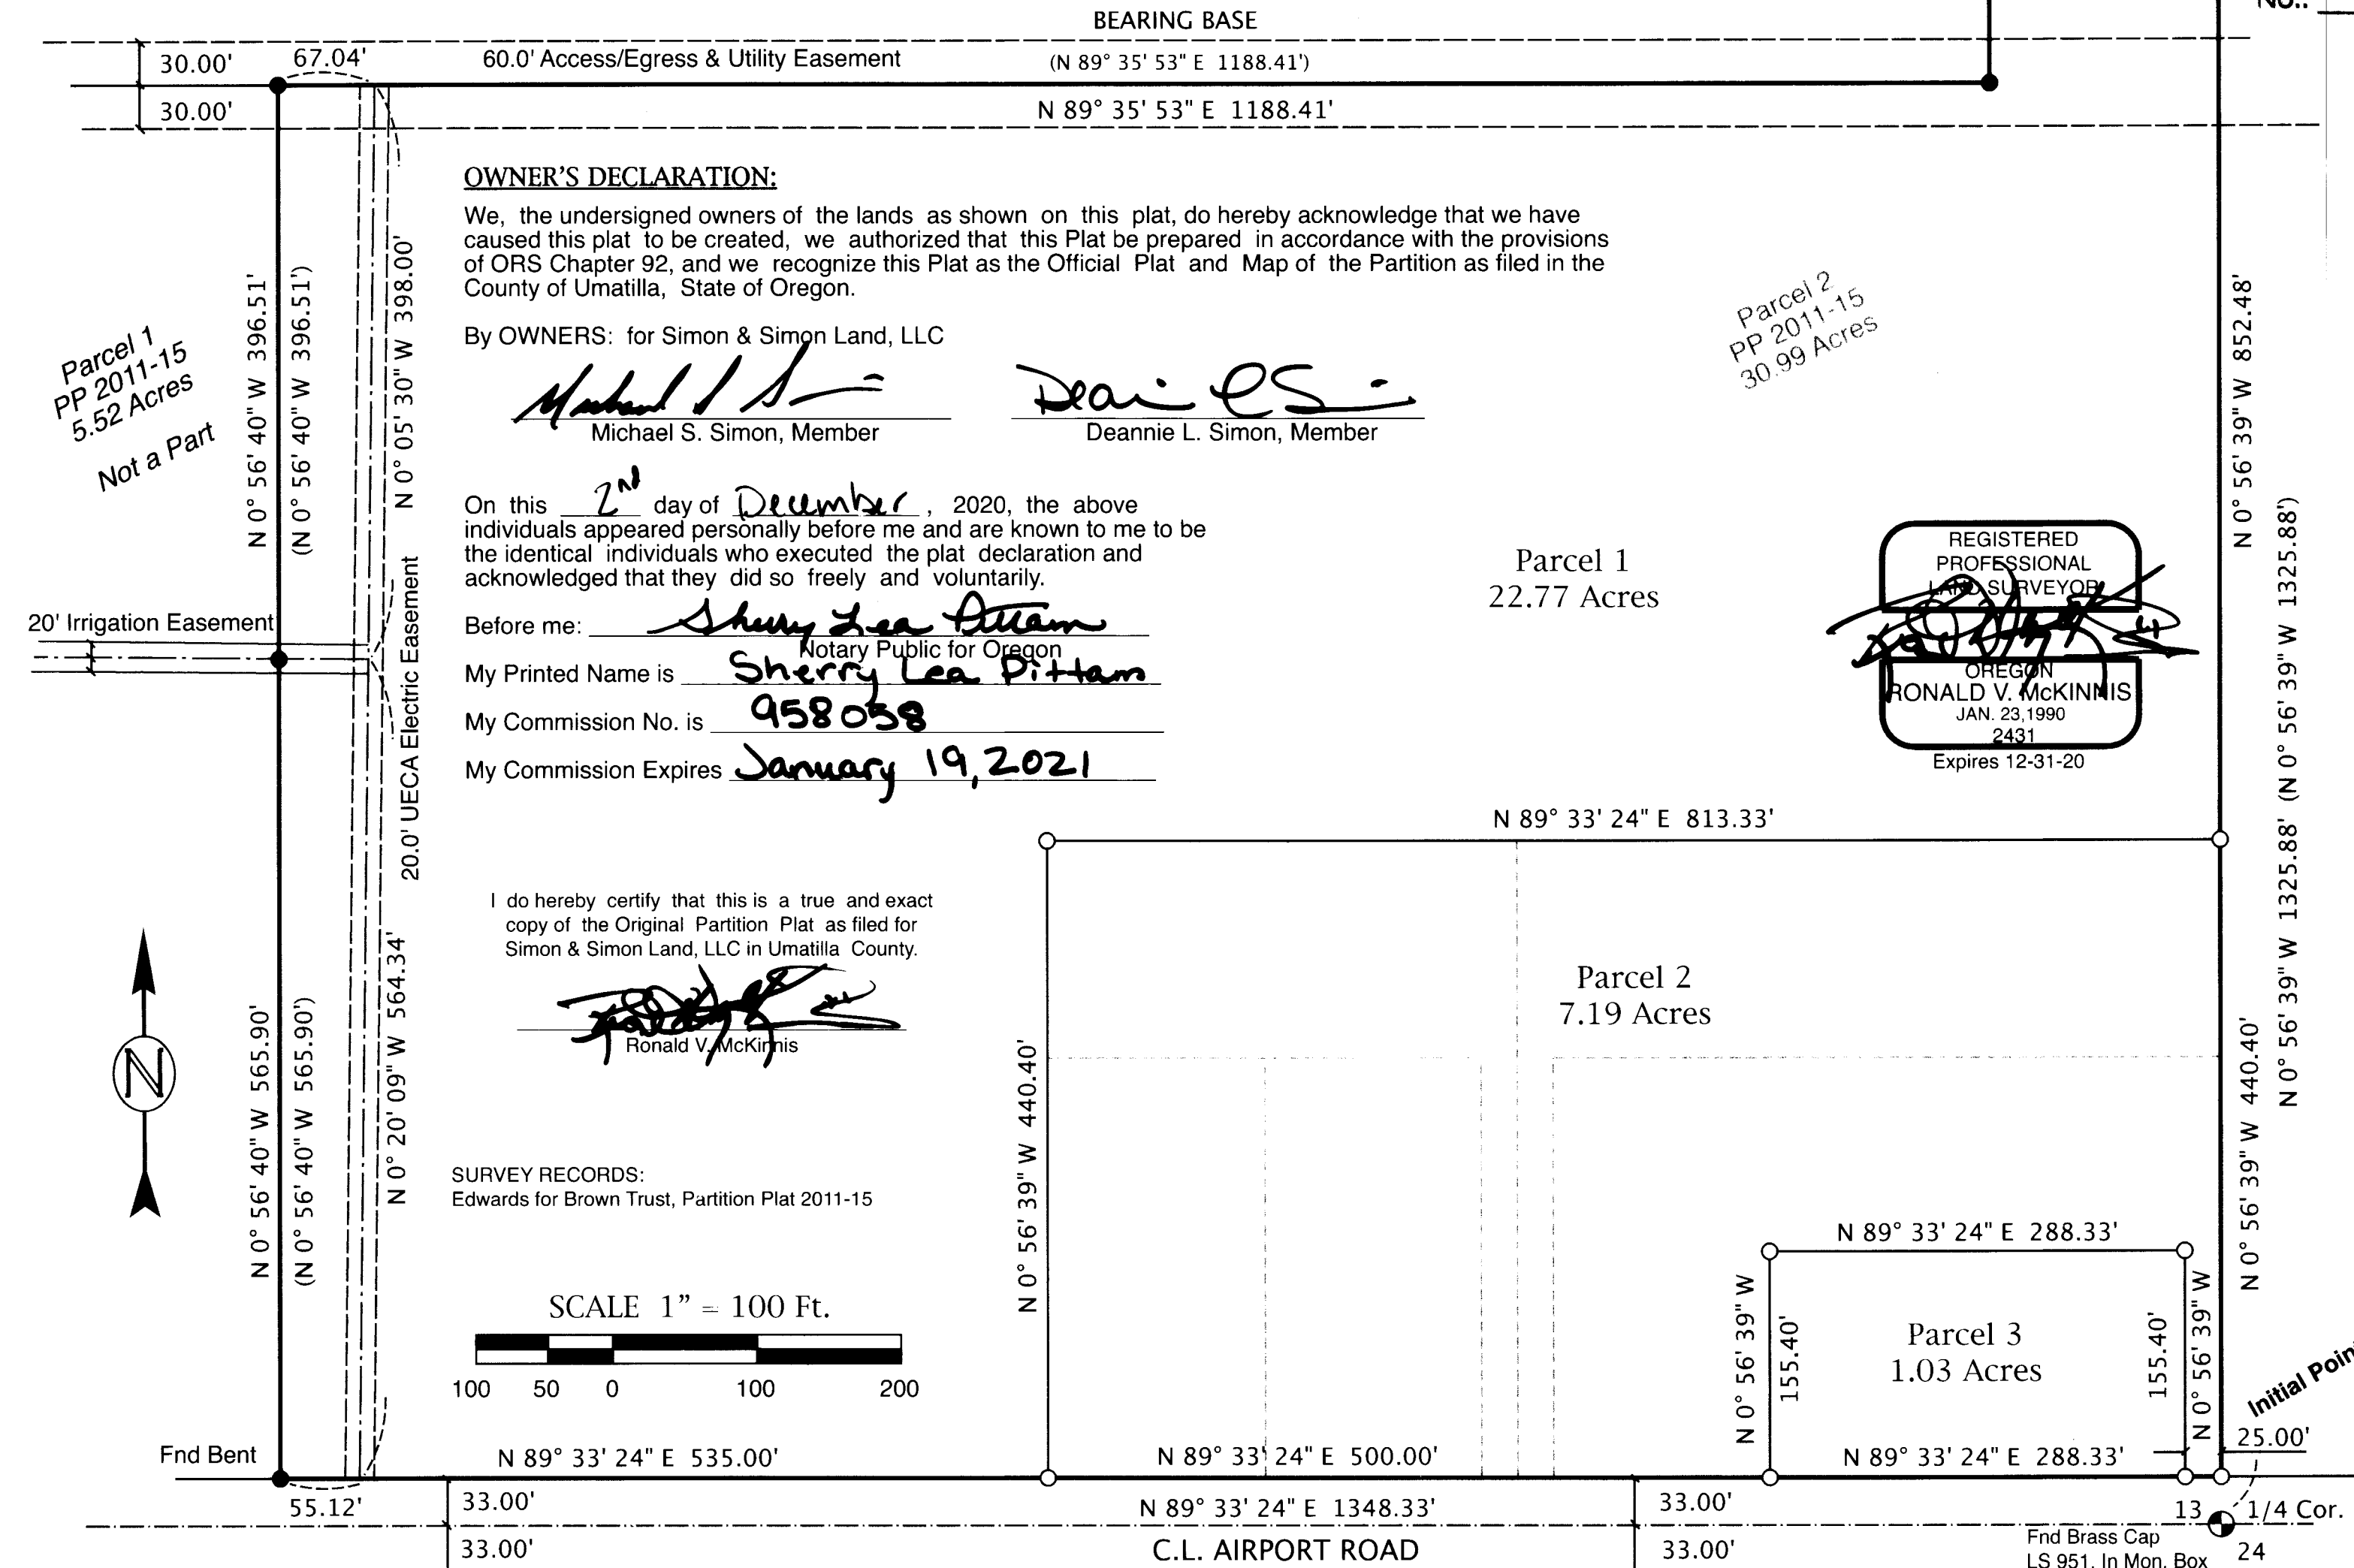 BEARING BASE
No.:
30.00'
67.04'
60.0' Access/Egress & Utility Easement
(N 89° 35' 53" E 1188.41')
30.00'
N 89° 35' 53" E 1188.41'
OWNER'S DECLARATION:
We, the undersigned owners of the lands as shown on this plat, do hereby acknowledge that we have
caused this plat to be created, we authorized that this Plat be prepared in accordance with the provisions
of ORS Chapter 92, and we recognize this Plat as the Official Plat and Map of the Partition as filed in the
County of Umatilla, State of Oregon.
By OWNERS: for Simon & Simon Land, LLC
Michael S. Simon, Member
Deannie L. Simon, Member
On this 2nd day of December, 2020, the above
individuals appeared personally before me and are known to me to be
the identical individuals who executed the plat declaration and
acknowledged that they did so freely and voluntarily.
Before me: Sherry Lea Pittam
Notary Public for Oregon
My Printed Name is Sherry Lea Pittam
My Commission No. is 958058
My Commission Expires January 19, 2021
Parcel 1
PP 2011-15
5.52 Acres
Not a Part
N 0° 56' 40" W 396.51'
(N 0° 56' 40" W 396.51')
N 0° 05' 30" W 398.00'
20' Irrigation Easement
20.0' UECA Electric Easement
Parcel 2
PP 2011-15
30.99 Acres
Parcel 1
22.77 Acres
REGISTERED
PROFESSIONAL
LAND SURVEYOR
OREGON
RONALD V. McKINNIS
JAN. 23,1990
2431
Expires 12-31-20
N 0° 56' 39" W 852.48'
N 0° 56' 39" W 1325.88' (N 0° 56' 39" W 1325.88')
N 89° 33' 24" E 813.33'
I do hereby certify that this is a true and exact
copy of the Original Partition Plat as filed for
Simon & Simon Land, LLC in Umatilla County.
Ronald V. McKinnis
N
N 0° 56' 40" W 565.90'
(N 0° 56' 40" W 565.90')
N 0° 20' 09" W 564.34'
SURVEY RECORDS:
Edwards for Brown Trust, Partition Plat 2011-15
SCALE 1" = 100 Ft.
100 50 0 100 200
N 0° 56' 39" W 440.40'
Parcel 2
7.19 Acres
N 0° 56' 39" W 440.40'
N 89° 33' 24" E 288.33'
N 0° 56' 39" W
155.40'
Parcel 3
1.03 Acres
155.40'
N 0° 56' 39" W
Initial Poin
25.00'
Fnd Bent
N 89° 33' 24" E 535.00'
N 89° 33' 24" E 500.00'
N 89° 33' 24" E 288.33'
55.12'
33.00'
N 89° 33' 24" E 1348.33'
33.00'
13
1/4 Cor.
33.00'
C.L. AIRPORT ROAD
33.00'
Fnd Brass Cap
LS 951, In Mon. Box
24